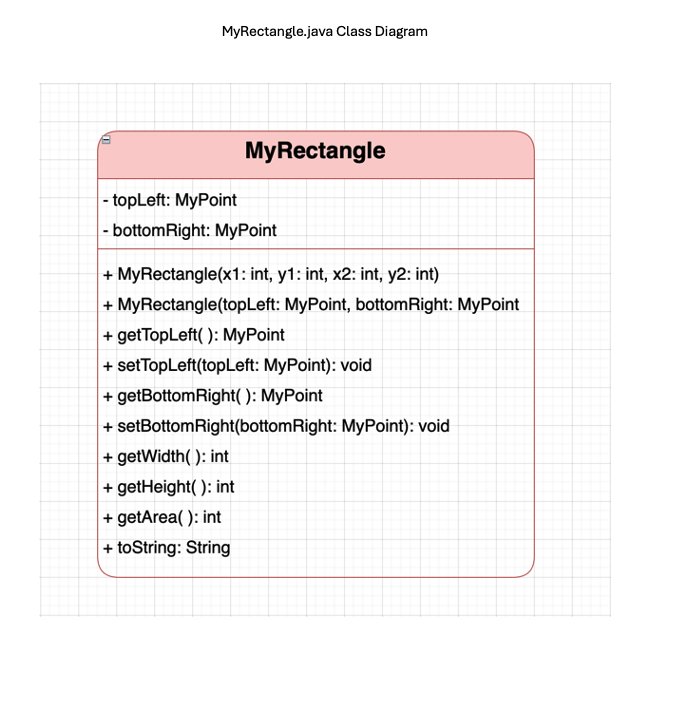 MyRectangle.java Class Diagram
MyRectangle
- topLeft: MyPoint
- bottomRight: MyPoint
+ MyRectangle(x1: int, y1: int, x2: int, y2: int)
+ MyRectangle(topLeft: MyPoint, bottomRight: MyPoint
+ getTopLeft( ): MyPoint
+ setTopLeft(topLeft: MyPoint): void
+ getBottomRight( ): MyPoint
+ setBottomRight(bottomRight: MyPoint): void
+ getWidth( ): int
+ getHeight( ): int
+ getArea( ): int
+ toString: String